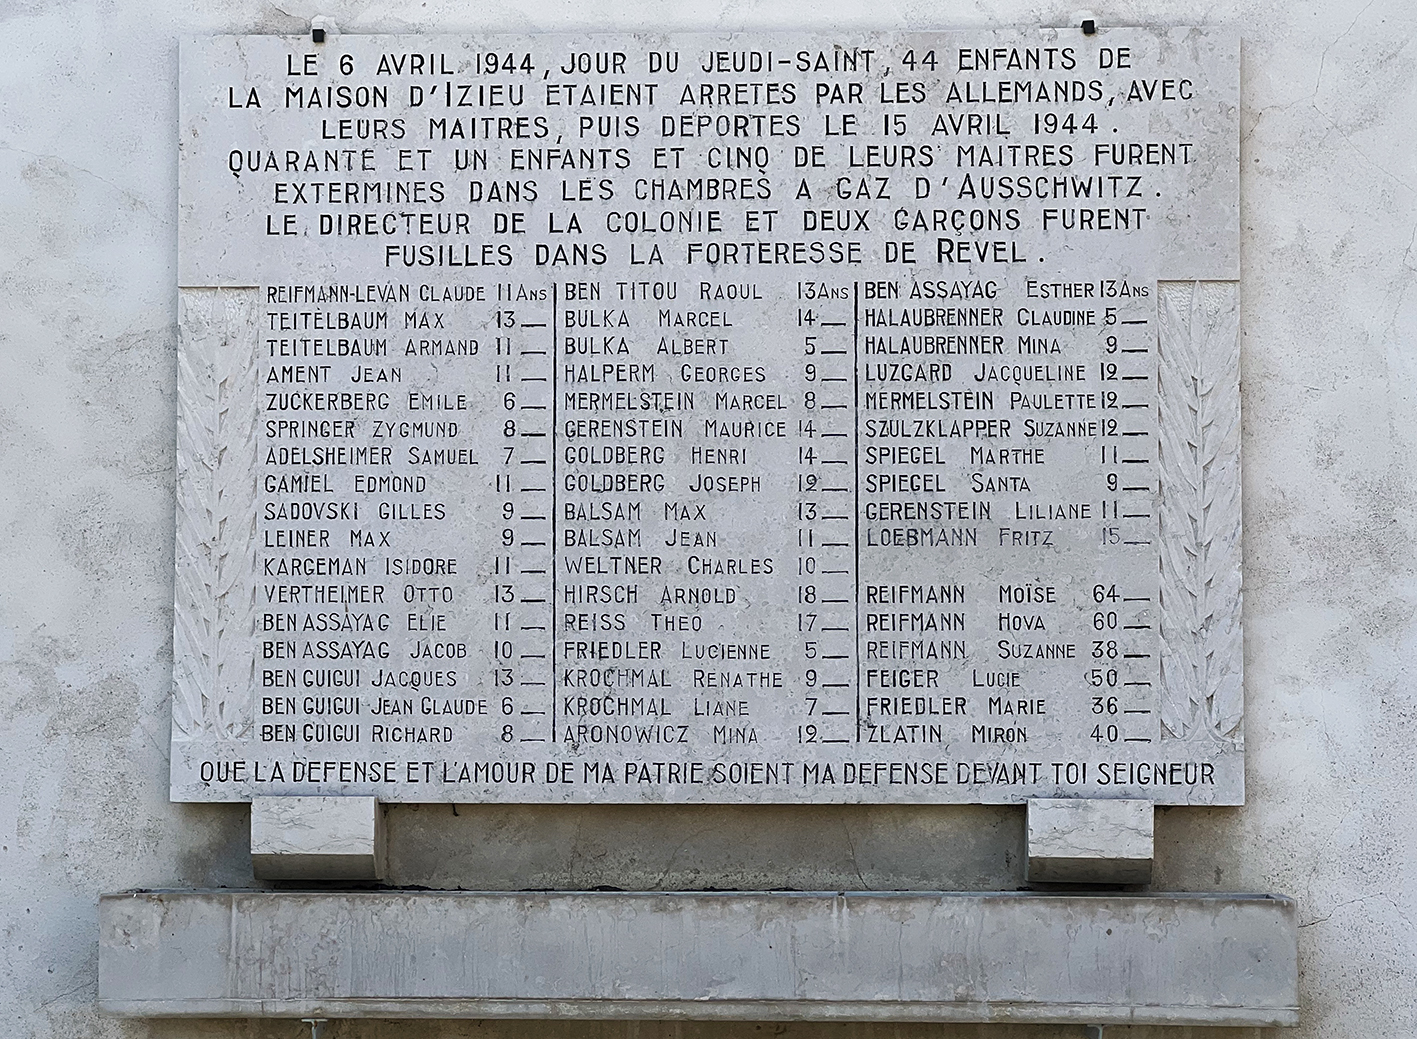 LE 6 AVRIL 1944, JOUR DU JEUDI-SAINT, 44 ENFANTS DE
LA MAISON D'IZIEU ETAIENT ARRETES PAR LES ALLEMANDS, AVEC
LEURS MAITRES, PUIS DEPORTES LE 15 AVRIL 1944.
QUARANTE ET UN ENFANTS ET CINQ DE LEURS MAITRES FURENT
EXTERMINES DANS LES CHAMBRES A GAZ D'AUSSCHWITZ.
LE DIRECTEUR DE LA COLONIE ET DEUX GARÇONS FURENT
FUSILLES DANS LA FORTERESSE DE REVEL.
REIFMANN-LEVAN CLAUDE 11 ANS
TEITELBAUM MAX 13 —
TEITELBAUM ARMAND 11 —
AMENT JEAN 11 —
ZUCKERBERG EMILE 6 —
SPRINGER ZYGMUND 8 —
ADELSHEIMER SAMUEL 7 —
GAMIEL EDMOND 11 —
SADOVSKI GILLES 9 —
LEINER MAX 9 —
KARGEMAN ISIDORE 11 —
VERTHEIMER OTTO 13 —
BEN ASSAYAG ELIE 11 —
BEN ASSAYAG JACOB 10 —
BEN GUIGUI JACQUES 13 —
BEN GUIGUI JEAN CLAUDE 6 —
BEN GUIGUI RICHARD 8 —
BEN TITOU RAOUL 13 ANS
BULKA MARCEL 14 —
BULKA ALBERT 5 —
HALPERM GEORGES 9 —
MERMELSTEIN MARCEL 8 —
GERENSTEIN MAURICE 14 —
GOLDBERG HENRI 14 —
GOLDBERG JOSEPH 12 —
BALSAM MAX 13 —
BALSAM JEAN 11 —
WELTNER CHARLES 10 —
HIRSCH ARNOLD 18 —
REISS THEO 17 —
FRIEDLER LUCIENNE 5 —
KROCHMAL RENATHE 9 —
KROCHMAL LIANE 7 —
ARONOWICZ MINA 12 —
BEN ASSAYAG ESTHER 13 ANS
HALAUBRENNER CLAUDINE 5 —
HALAUBRENNER MINA 9 —
LUZGARD JACQUELINE 12 —
MERMELSTEIN PAULETTE 12 —
SZULZKLAPPER SUZANNE 12 —
SPIEGEL MARTHE 11 —
SPIEGEL SANTA 9 —
GERENSTEIN LILIANE 11 —
LOEBMANN FRITZ 15 —
REIFMANN MOÏSE 64 —
REIFMANN HOVA 60 —
REIFMANN SUZANNE 38 —
FEIGER LUCIE 50 —
FRIEDLER MARIE 36 —
ZLATIN MIRON 40 —
QUE LA DEFENSE ET L'AMOUR DE MA PATRIE SOIENT MA DEFENSE DEVANT TOI SEIGNEUR